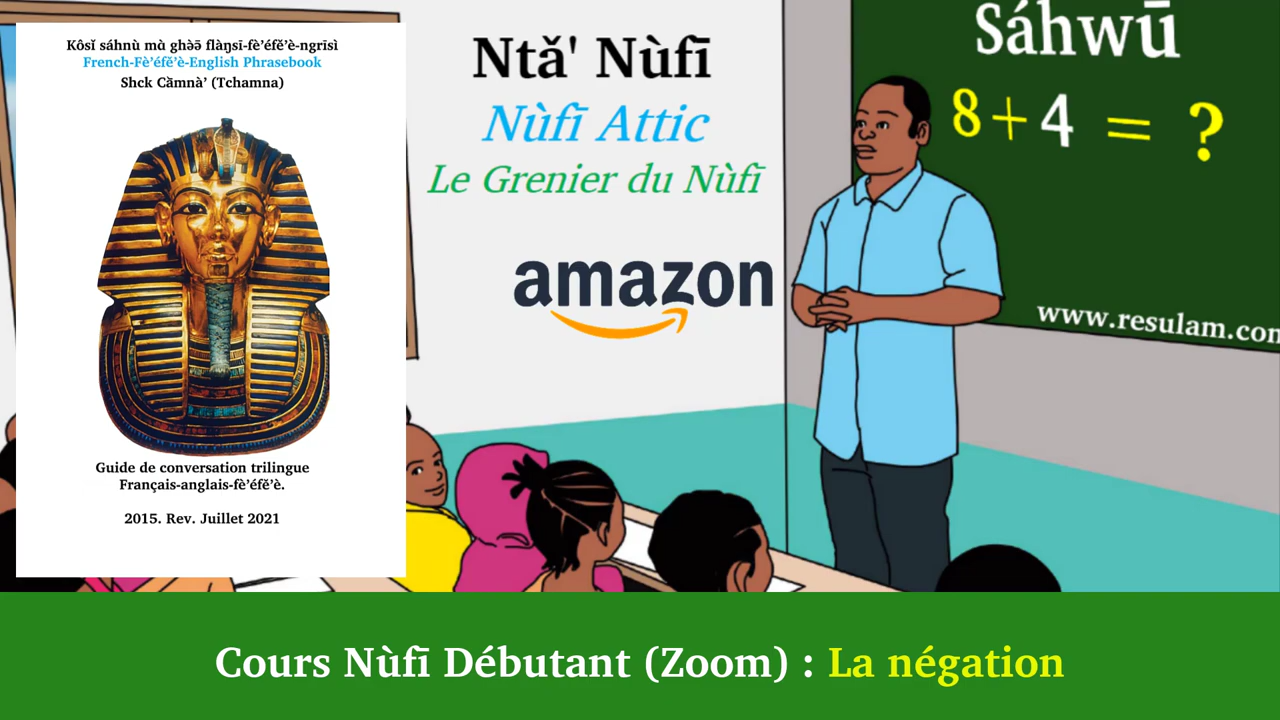 Kôsǐ sáhnù mù ghə̀ə̄ flàŋsī-fè’éfě’è-ngrīsì
French-Fè’éfě’è-English Phrasebook
Shck Cǎmnà’ (Tchamna)
Guide de conversation trilingue
Français-anglais-fè’éfě’è.
2015. Rev. Juillet 2021
Ntǎ' Nùfī
Nùfī Attic
Le Grenier du Nùfī
amazon
Sáhwū
8 + 4 = ?
www.resulam.com
Cours Nùfī Débutant (Zoom) : La négation